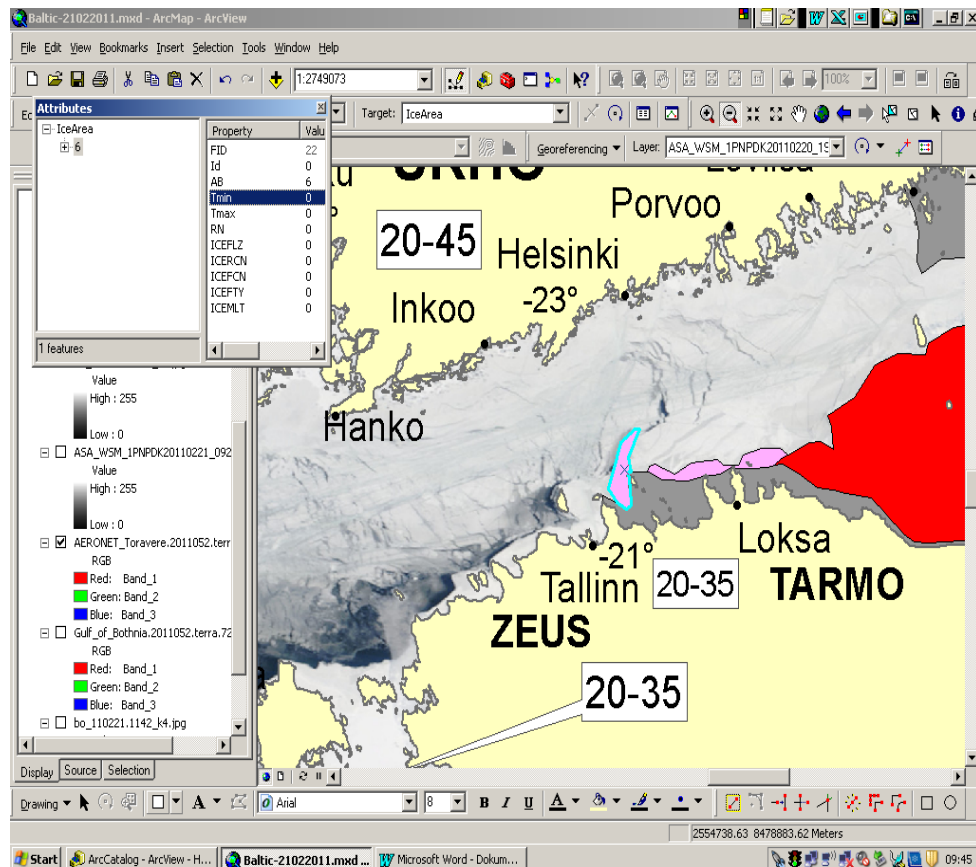 Baltic-21022011.mxd - ArcMap - ArcView
File Edit View Bookmarks Insert Selection Tools Window Help
1:2749073
100%
Attributes
IceArea
6
Property Valu
FID 22
Id 0
AB 6
Tmin 0
Tmax 0
RN 0
ICEFLZ 0
ICERCN 0
ICEFCN 0
ICEFTY 0
ICEMLT 0
1 features
Target: IceArea
Georeferencing Layer: ASA_WSM_1PNPDK20110220_19
Value
High : 255
Low : 0
ASA_WSM_1PNPDK20110221_092
Value
High : 255
Low : 0
AERONET_Toravere.2011052.terr
RGB
Red: Band_1
Green: Band_2
Blue: Band_3
Gulf_of_Bothnia.2011052.terra.72
RGB
Red: Band_1
Green: Band_2
Blue: Band_3
bo_110221.1142_k4.jpg
Display Source Selection
Porvoo
20-45
Helsinki
-23°
Inkoo
Hanko
-21°
Loksa
Tallinn
20-35
TARMO
ZEUS
20-35
Drawing A Arial 8 B I U A
2554738.63 8478883.62 Meters
Start ArcCatalog - ArcView - H... Baltic-21022011.mxd ... Microsoft Word - Dokum... 09:45